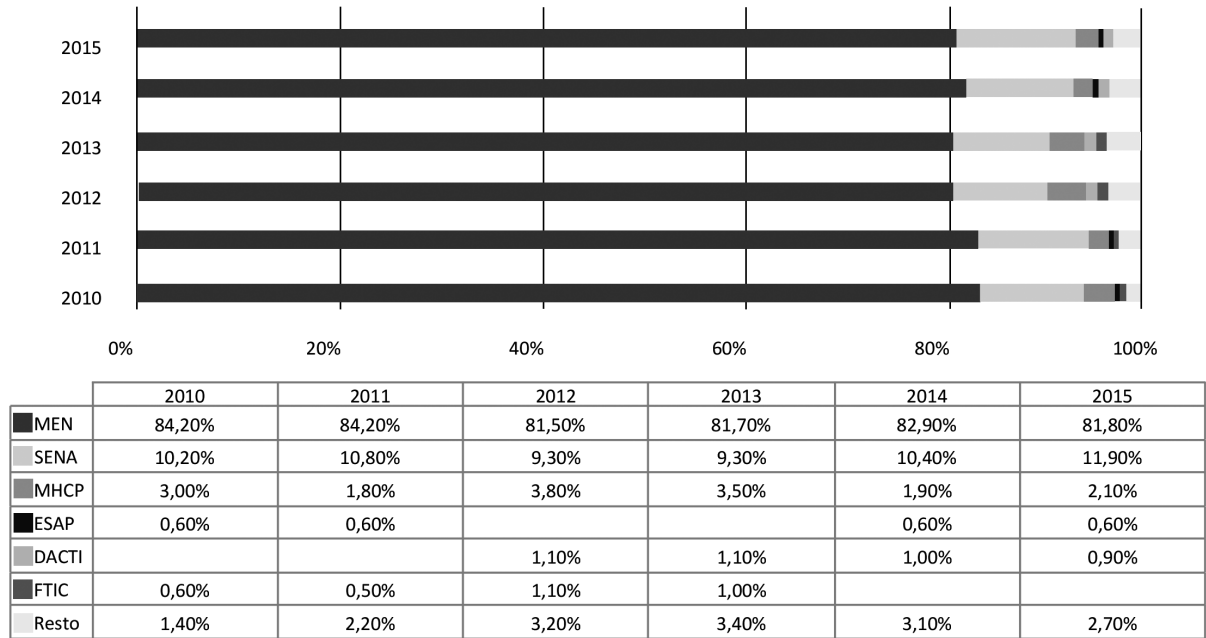 2015
2014
2013
2012
2011
2010
0% 20% 40% 60% 80% 100%
2010 2011 2012 2013 2014 2015
MEN 84,20% 84,20% 81,50% 81,70% 82,90% 81,80%
SENA 10,20% 10,80% 9,30% 9,30% 10,40% 11,90%
MHCP 3,00% 1,80% 3,80% 3,50% 1,90% 2,10%
ESAP 0,60% 0,60% 0,60% 0,60%
DACTI 1,10% 1,10% 1,00% 0,90%
FTIC 0,60% 0,50% 1,10% 1,00%
Resto 1,40% 2,20% 3,20% 3,40% 3,10% 2,70%